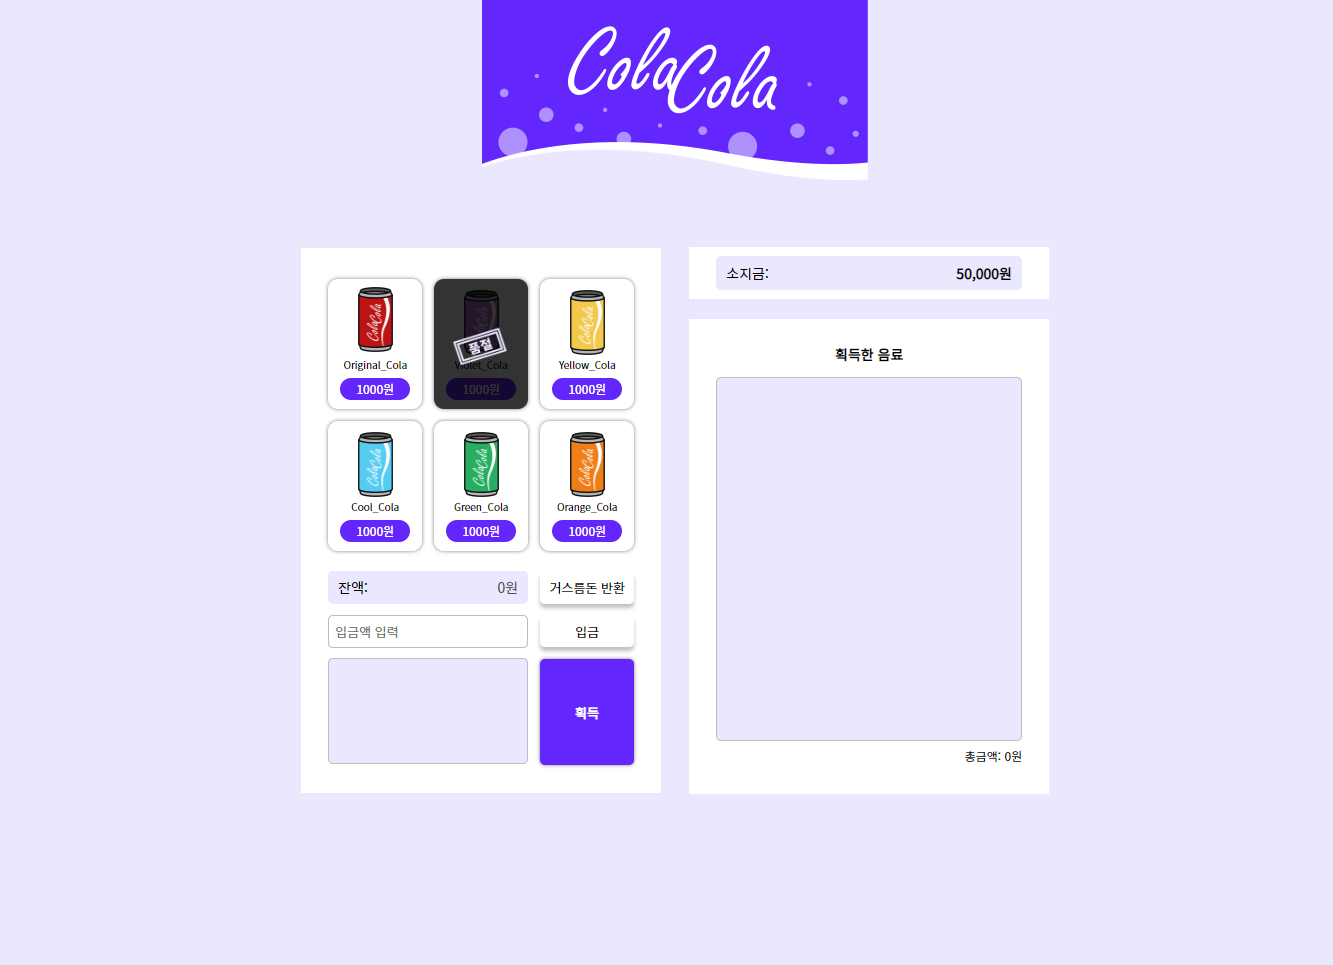 ColaCola
ColaCola
Original_Cola
1000원
품절
Violet_Cola
1000원
ColaCola
Yellow_Cola
1000원
ColaCola
Cool_Cola
1000원
ColaCola
Green_Cola
1000원
ColaCola
Orange_Cola
1000원
잔액:
0원
거스름돈 반환
입금액 입력
입금
획득
소지금:
50,000원
획득한 음료
총금액: 0원